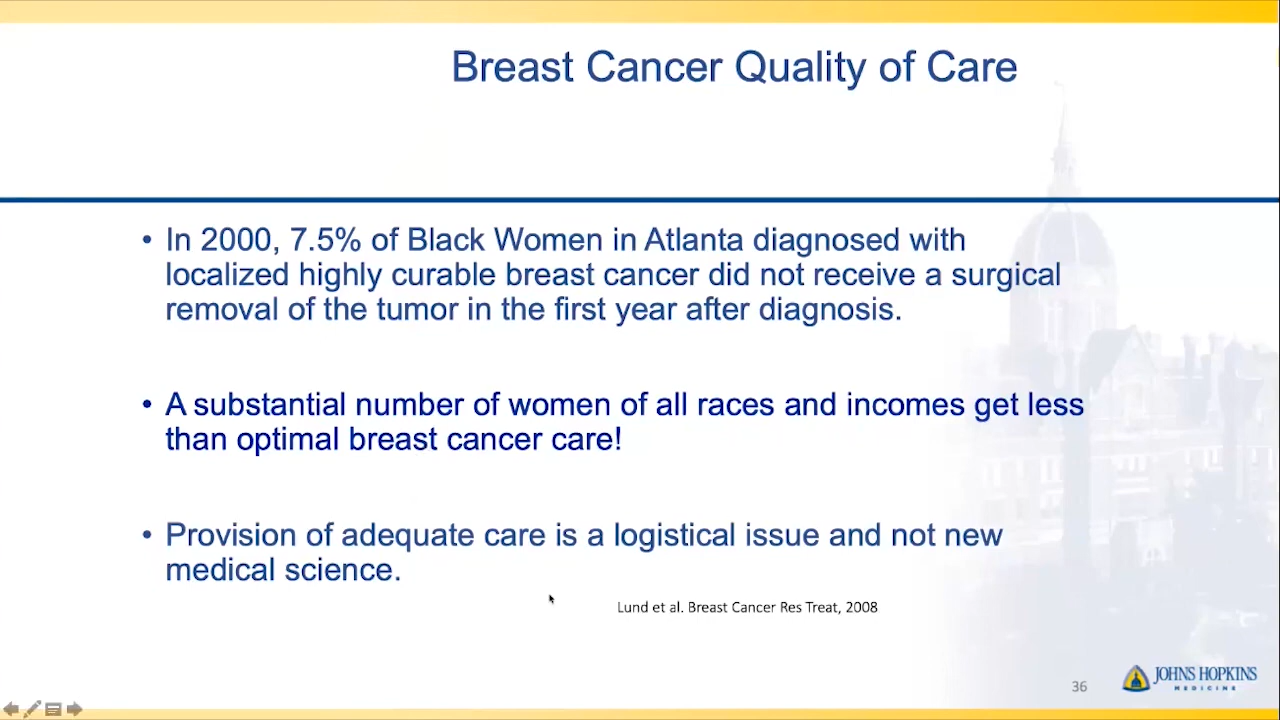 Breast Cancer Quality of Care
• In 2000, 7.5% of Black Women in Atlanta diagnosed with
localized highly curable breast cancer did not receive a surgical
removal of the tumor in the first year after diagnosis.
• A substantial number of women of all races and incomes get less
than optimal breast cancer care!
• Provision of adequate care is a logistical issue and not new
medical science.
Lund et al. Breast Cancer Res Treat, 2008
36
JOHNS HOPKINS
MEDICINE